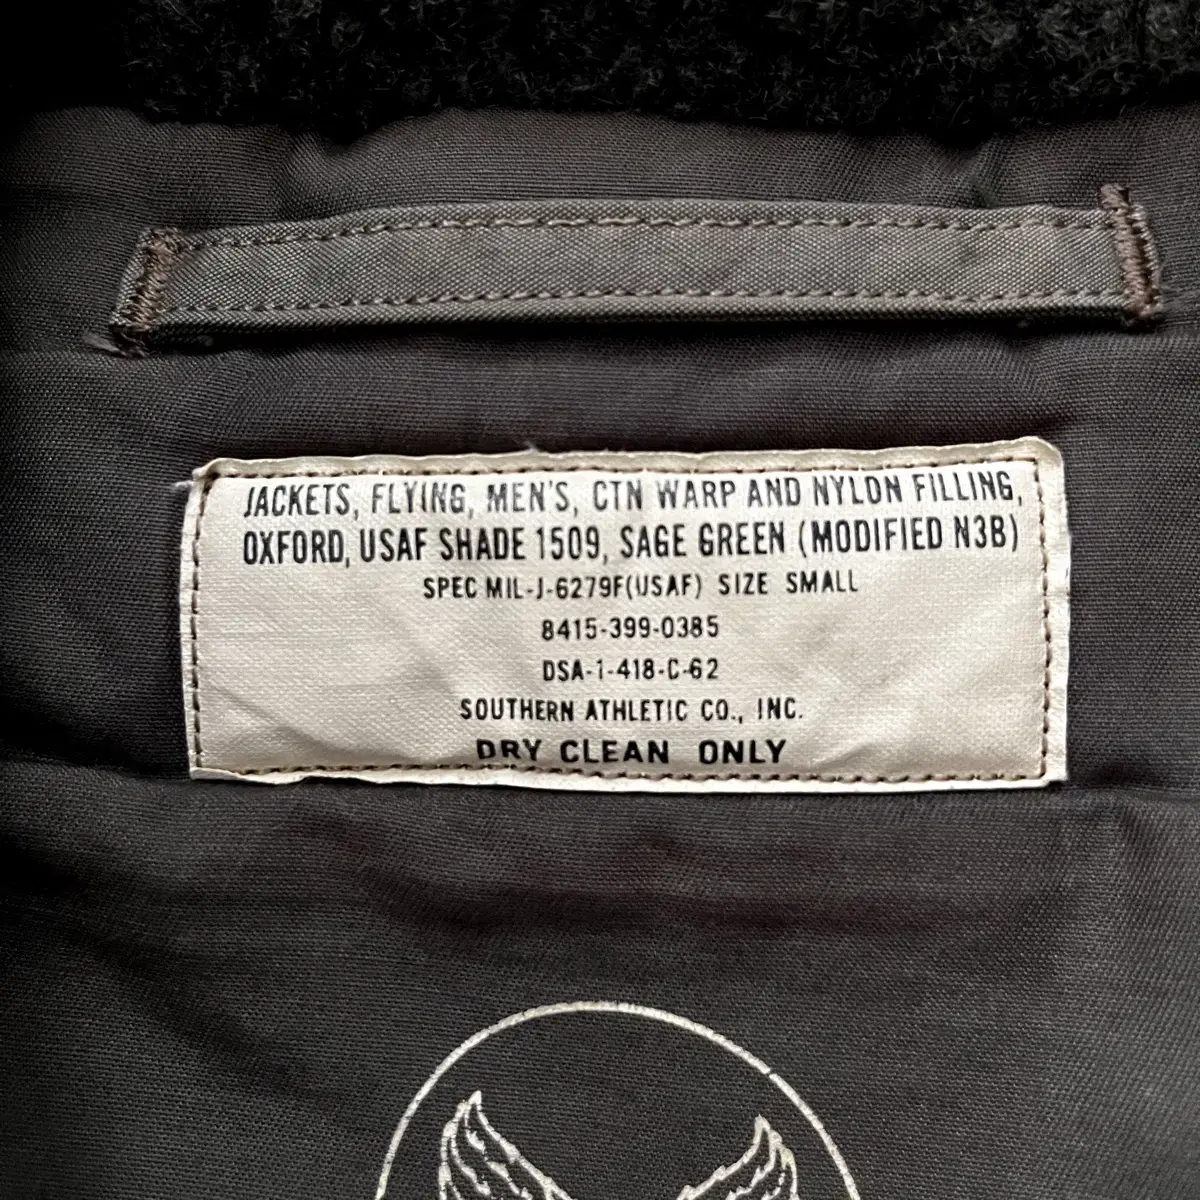 JACKETS, FLYING, MEN'S, CTN WARP AND NYLON FILLING,
OXFORD, USAF SHADE 1509, SAGE GREEN (MODIFIED N3B)
SPEC MIL-J-6279F(USAF) SIZE SMALL
8415-399-0385
DSA-1-418-C-62
SOUTHERN ATHLETIC CO., INC.
DRY CLEAN ONLY